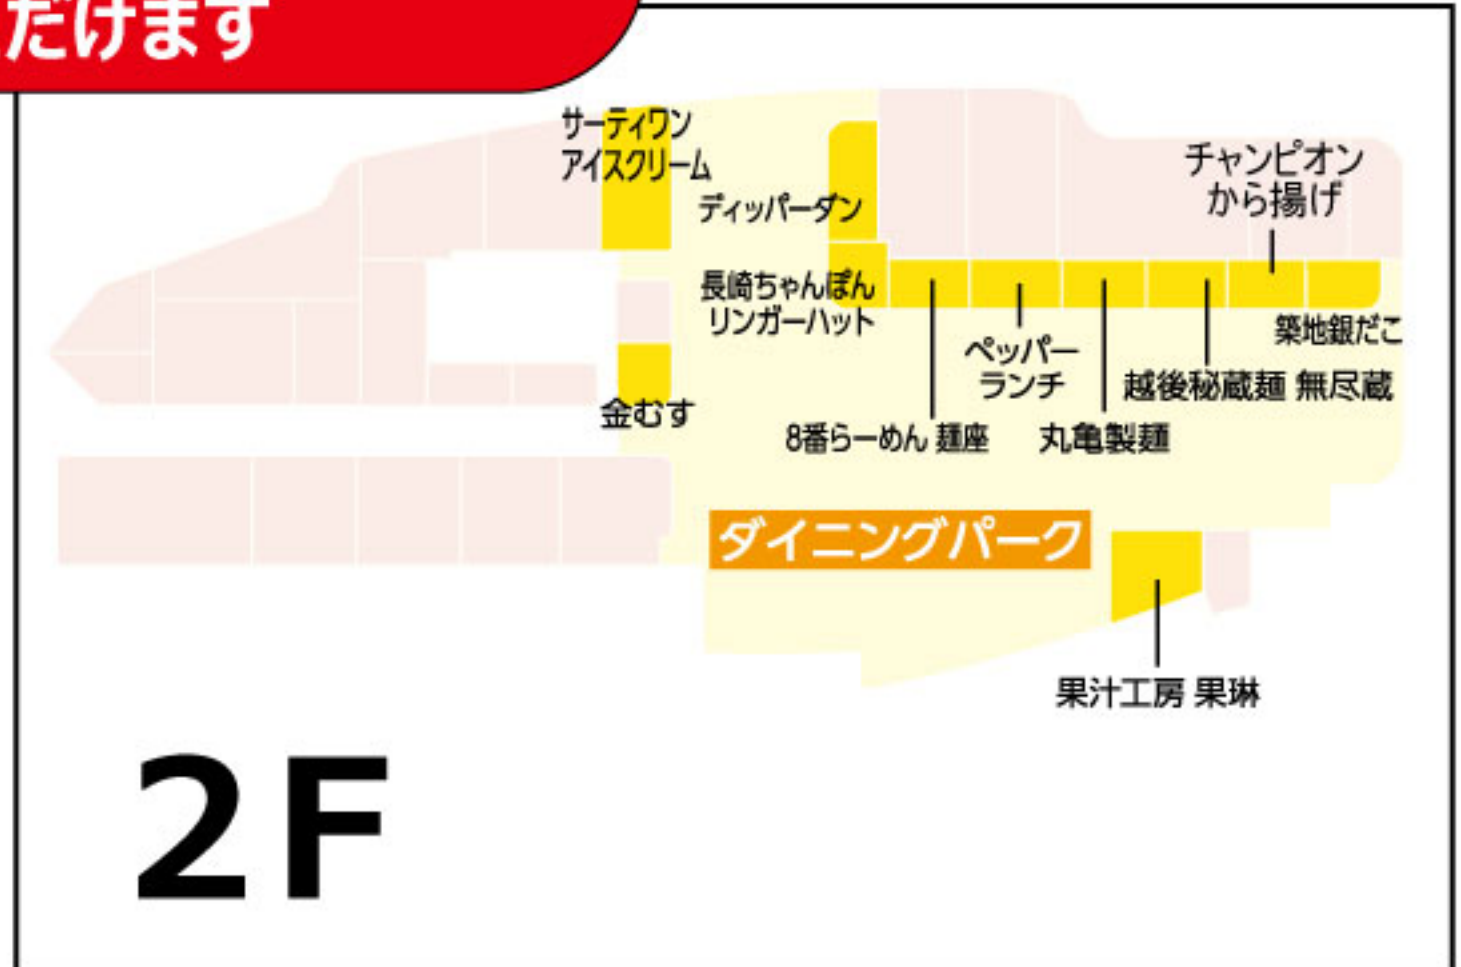 だけます
サーティワン
アイスクリーム
ディッパーダン
チャンピオン
から揚げ
長崎ちゃんぽん
リンガーハット
築地銀だこ
ペッパー
ランチ
越後秘蔵麺 無尽蔵
金むす
8番らーめん 麺座
丸亀製麺
ダイニングパーク
果汁工房 果琳
2F